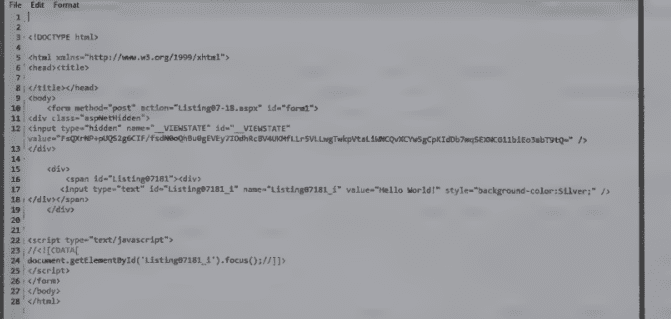 File Edit Format
1
2
3 <!DOCTYPE html>
4
5 <html xmlns="http://www.w3.org/1999/xhtml">
6 <head><title>
7
8 </title></head>
9 <body>
10 <form method="post" action="Listing07-18.aspx" id="form1">
11 <div class="aspNetHidden">
12 <input type="hidden" name="__VIEWSTATE" id="__VIEWSTATE"
value=
13 </div>
14
15 <div>
16 <span id="Listing07181"><div>
17 <input type="text" id="Listing07181_i" name="Listing07181_i" value="Hello World!" style="background-color:Silver;" />
18 </div></span>
19 </div>
20
21
22 <script type="text/javascript">
23 //<![CDATA[
24 document.getElementById('Listing07181_i').focus();//]]>
25 </script>
26 </form>
27 </body>
28 </html>